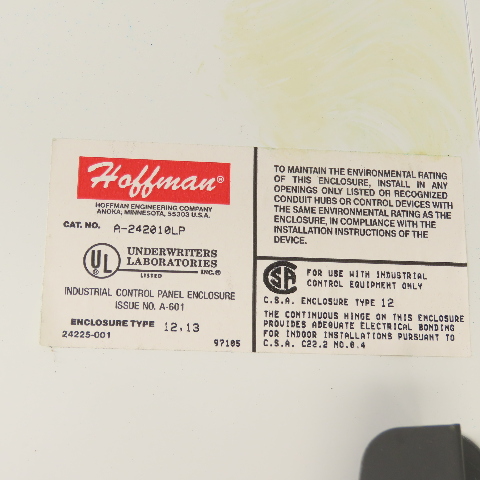 Hoffman®
HOFFMAN ENGINEERING COMPANY
ANOKA, MINNESOTA, 55303 U.S.A.
CAT. NO. A-242010LP
UL
UNDERWRITERS
LABORATORIES
INC.®
LISTED
INDUSTRIAL CONTROL PANEL ENCLOSURE
ISSUE NO. A-601
ENCLOSURE TYPE 12,13
24225-001
97105
TO MAINTAIN THE ENVIRONMENTAL RATING
OF THIS ENCLOSURE, INSTALL IN ANY
OPENINGS ONLY LISTED OR RECOGNIZED
CONDUIT HUBS OR CONTROL DEVICES WITH
THE SAME ENVIRONMENTAL RATING AS THE
ENCLOSURE, IN COMPLIANCE WITH THE
INSTALLATION INSTRUCTIONS OF THE
DEVICE.
SA
FOR USE WITH INDUSTRIAL
CONTROL EQUIPMENT ONLY
C.S.A. ENCLOSURE TYPE 12
THE CONTINUOUS HINGE ON THIS ENCLOSURE
PROVIDES ADEQUATE ELECTRICAL BONDING
FOR INDOOR INSTALLATIONS PURSUANT TO
C.S.A. C22.2 NO.0.4